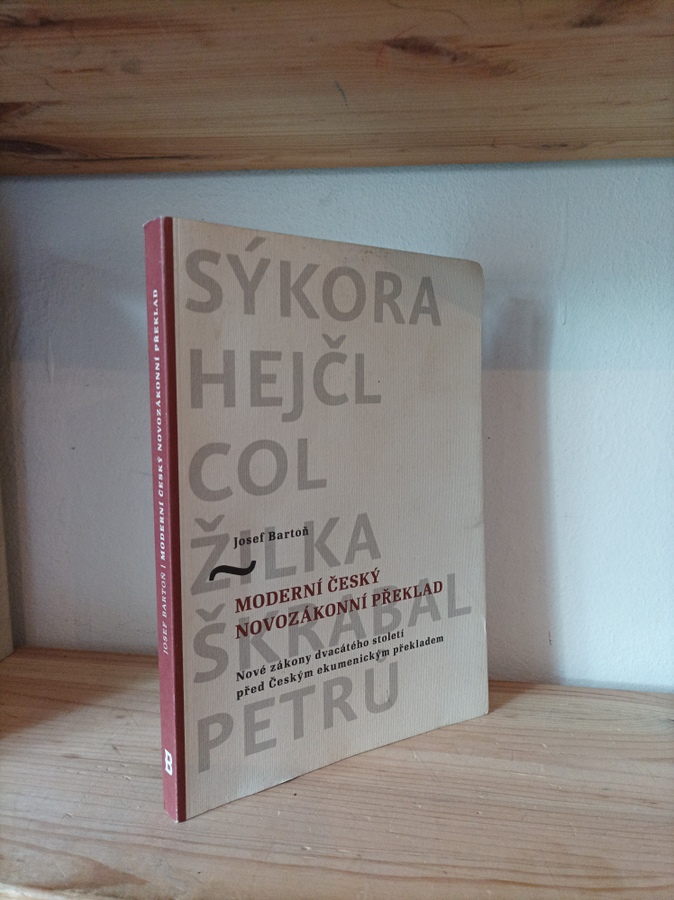 JOSEF BARTOŇ | MODERNÍ ČESKÝ NOVOZÁKONNÍ PŘEKLAD
SÝKORA
HEJČL
COL
ŽILKA
ŠKRABAL
PETRŮ
Josef Bartoň
~
MODERNÍ ČESKÝ
NOVOZÁKONNÍ PŘEKLAD
Nové zákony dvacátého století
před Českým ekumenickým překladem